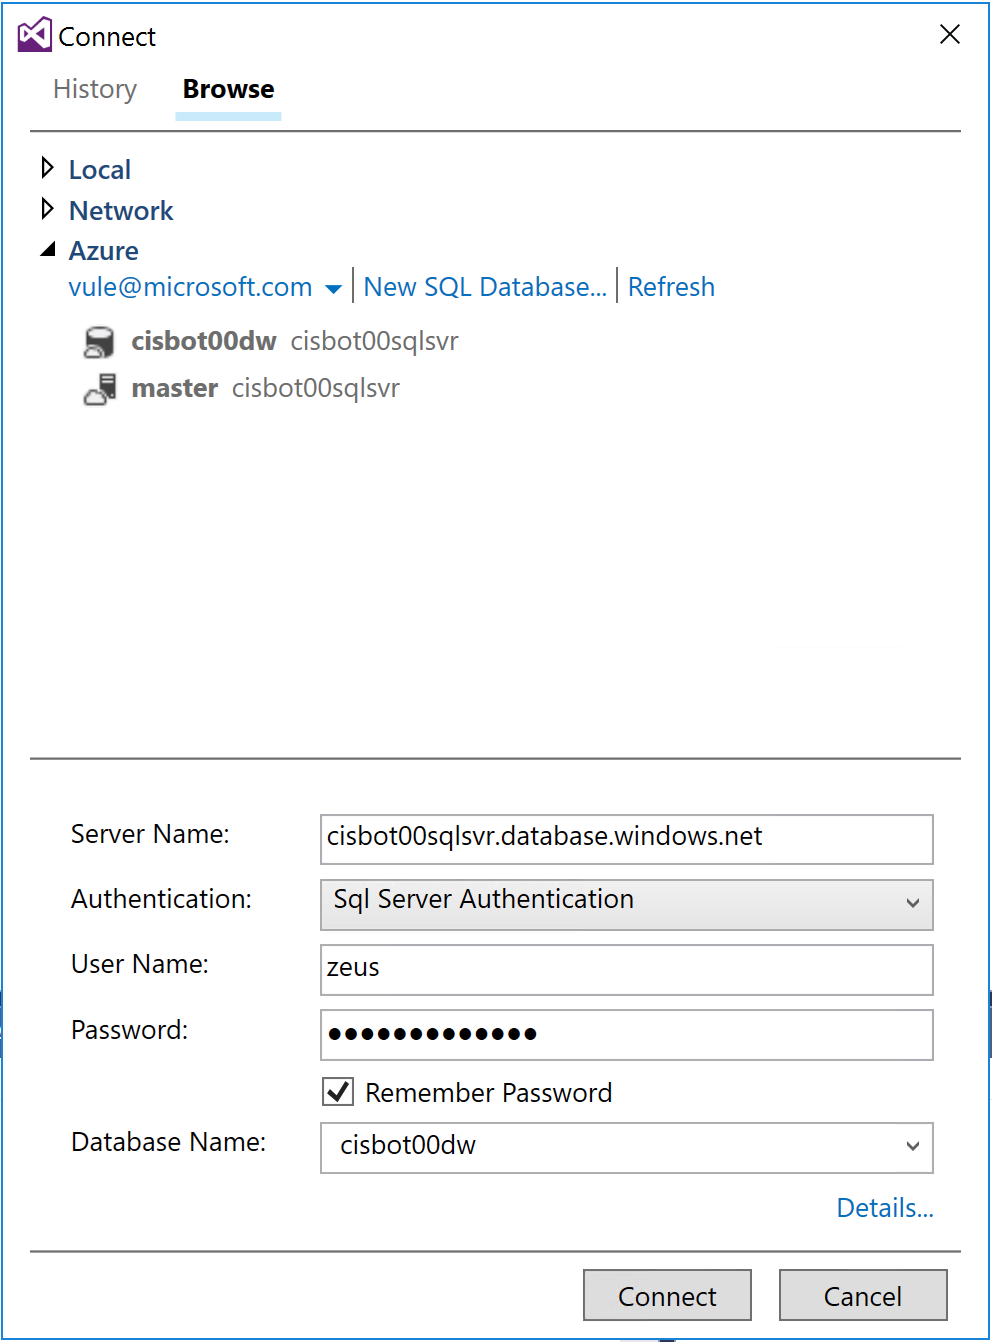 Connect
History Browse
Local
Network
Azure
vule@microsoft.com New SQL Database... Refresh
cisbot00dw cisbot00sqlsvr
master cisbot00sqlsvr
Server Name: cisbot00sqlsvr.database.windows.net
Authentication: Sql Server Authentication
User Name: zeus
Password: ●●●●●●●●●●●●●
Remember Password
Database Name: cisbot00dw
Details...
Connect Cancel